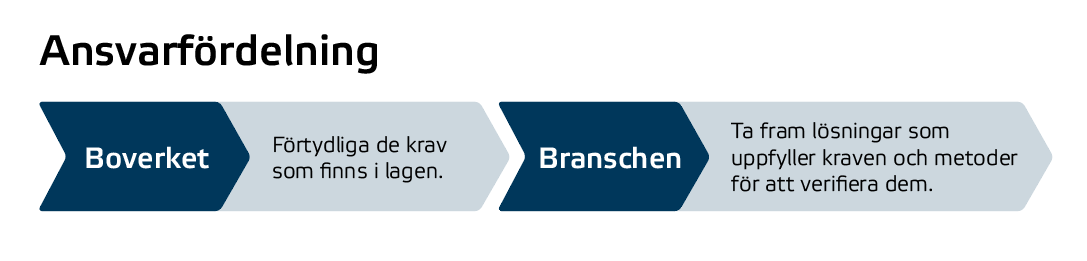 Ansvarfördelning
Boverket
Förtydliga de krav
som finns i lagen.
Branschen
Ta fram lösningar som
uppfyller kraven och metoder
för att verifiera dem.